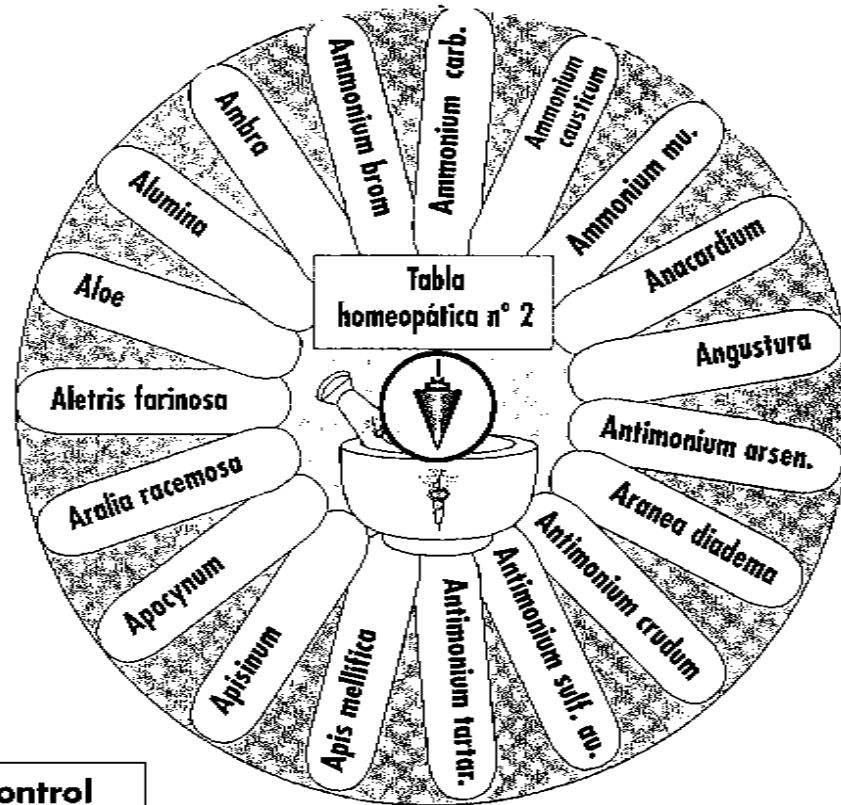 Tabla
homeopática nº 2
Aletris farinosa
Aloe
Alumina
Ambra
Ammonium brom
Ammonium carb.
Ammonium
causticum
Ammonium mu.
Anacardium
Angustura
Antimonium arsen.
Aranea diadema
Antimonium crudum
Antimonium sulf. au.
Antimonium tartar.
Apis mellifica
Apisinum
Apocynum
Aralia racemosa
ontrol